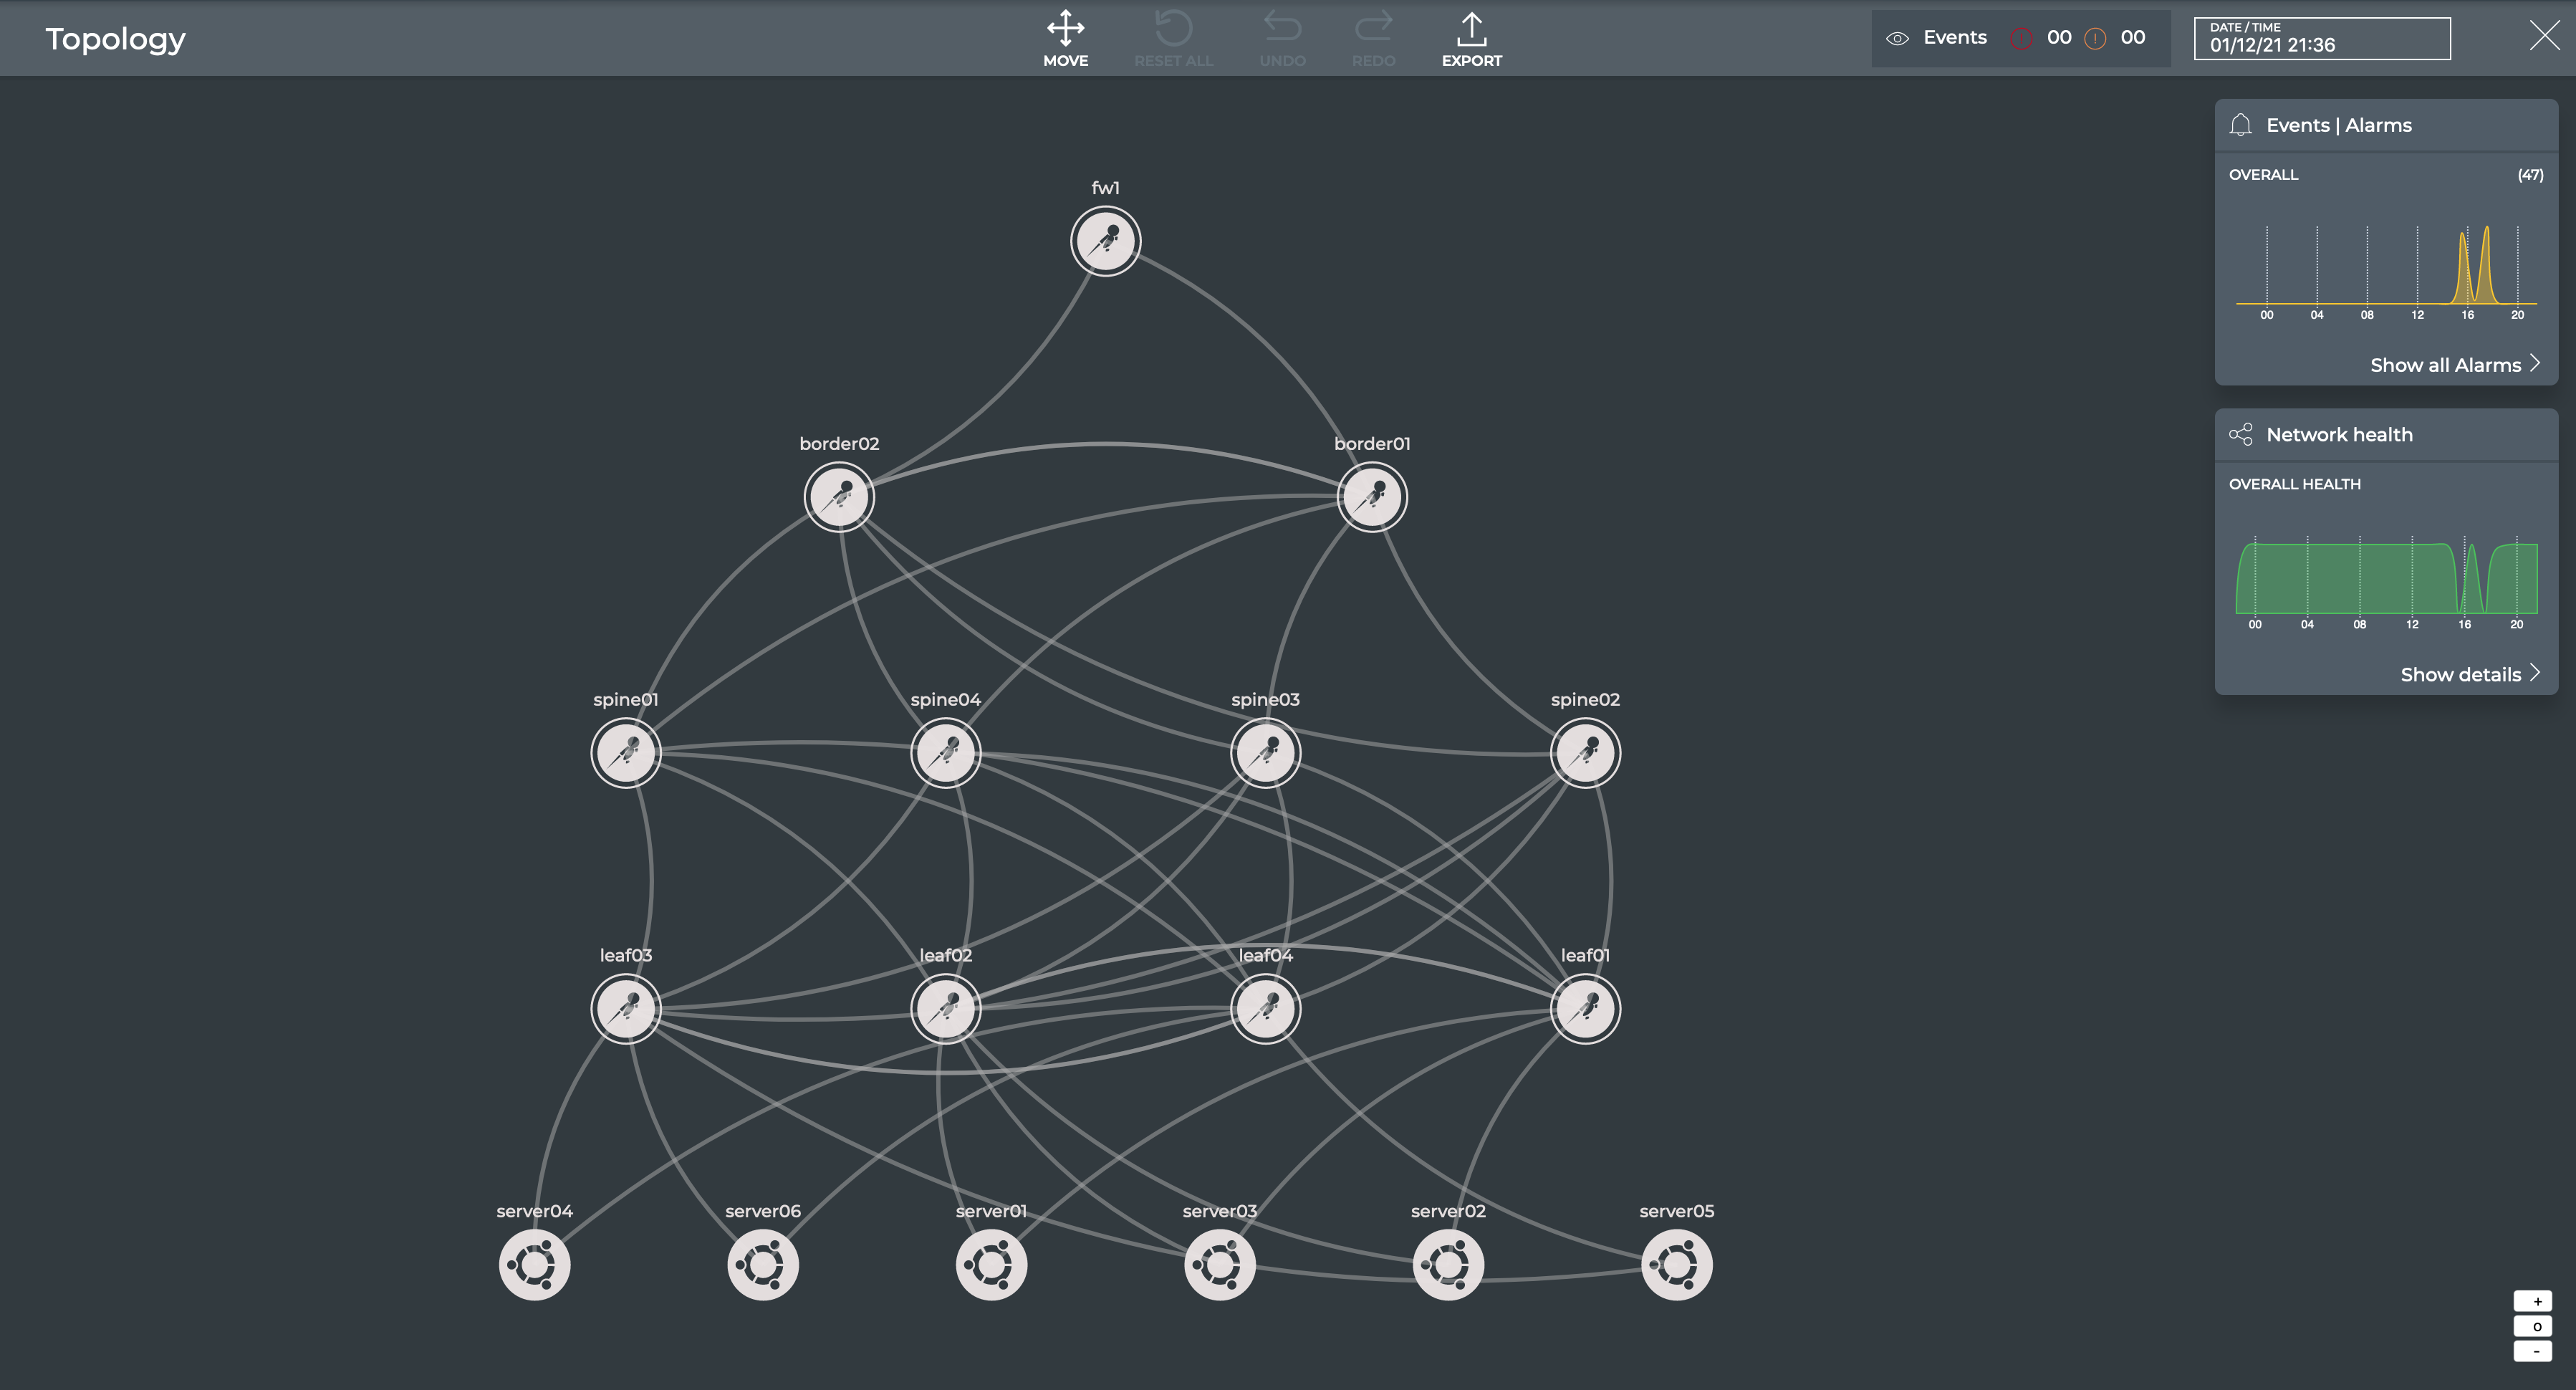 Topology
MOVE
RESET ALL
UNDO
REDO
EXPORT
Events ! 00 ! 00
DATE / TIME
01/12/21 21:36
Events | Alarms
OVERALL (47)
00 04 08 12 16 20
Show all Alarms
Network health
OVERALL HEALTH
00 04 08 12 16 20
Show details
fw1
border02 border01
spine01 spine04 spine03 spine02
leaf03 leaf02 leaf04 leaf01
server04 server06 server01 server03 server02 server05
+
o
-